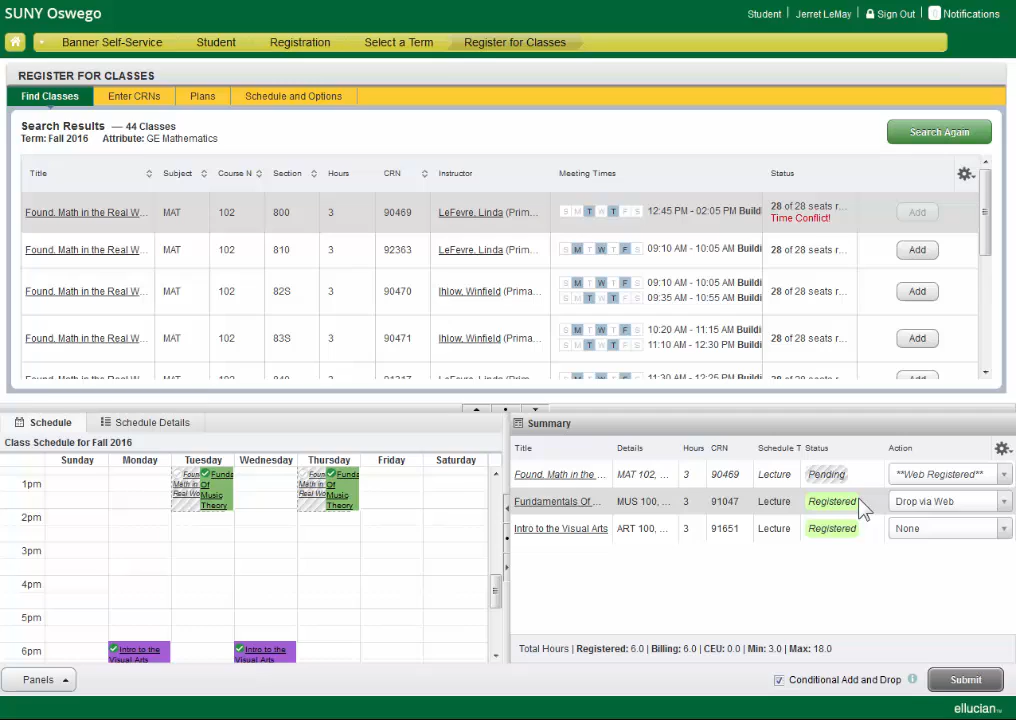 SUNY Oswego
Student Jerret LeMay Sign Out Notifications
Banner Self-Service Student Registration Select a Term Register for Classes
REGISTER FOR CLASSES
Find Classes Enter CRNs Plans Schedule and Options
Search Results — 44 Classes
Term: Fall 2016 Attribute: GE Mathematics
Search Again
Title Subject Course N Section Hours CRN Instructor Meeting Times Status
Found. Math in the Real W... MAT 102 800 3 90469 LeFevre, Linda (Prim... S M T W T F S 12:45 PM - 02:05 PM Buildi 28 of 28 seats r... Add
Time Conflict!
Found. Math in the Real W... MAT 102 810 3 92363 LeFevre, Linda (Prim... S M T W T F S 09:10 AM - 10:05 AM Buildi 28 of 28 seats r... Add
Found. Math in the Real W... MAT 102 82S 3 90470 Ihlow, Winfield (Prima... S M T W T F S 09:10 AM - 10:05 AM Buildi 28 of 28 seats r... Add
S M T W T F S 09:35 AM - 10:55 AM Buildi
Found. Math in the Real W... MAT 102 83S 3 90471 Ihlow, Winfield (Prima... S M T W T F S 10:20 AM - 11:15 AM Buildi 28 of 28 seats r... Add
S M T W T F S 11:10 AM - 12:30 PM Buildi
Schedule Schedule Details
Class Schedule for Fall 2016
Sunday Monday Tuesday Wednesday Thursday Friday Saturday
1pm
Foun Funda
Math in Of
Real Wo Music
Theory
Foun Funda
Math in Of
Real Wo Music
Theory
2pm
3pm
4pm
5pm
6pm
Intro to the
Visual Arts
Intro to the
Visual Arts
Summary
Title Details Hours CRN Schedule T Status Action
Found. Math in the ... MAT 102, ... 3 90469 Lecture Pending **Web Registered**
Fundamentals Of ... MUS 100, ... 3 91047 Lecture Registered Drop via Web
Intro to the Visual Arts ART 100, ... 3 91651 Lecture Registered None
Total Hours | Registered: 6.0 | Billing: 6.0 | CEU: 0.0 | Min: 3.0 | Max: 18.0
Panels
Conditional Add and Drop Submit
ellucian